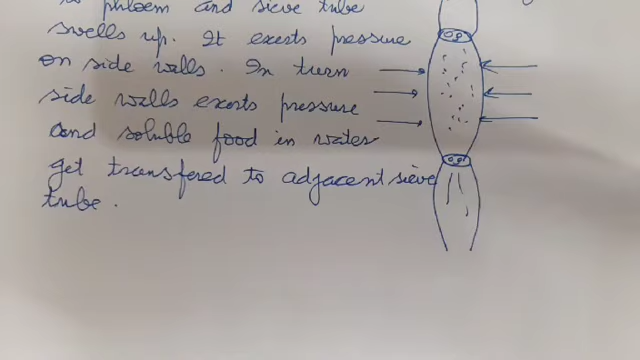 to phloem and sieve tube
swells up. It exerts pressure
on side walls. In turn
side walls exerts pressure
and soluble food in water
get transfered to adjacent sieve
tube.